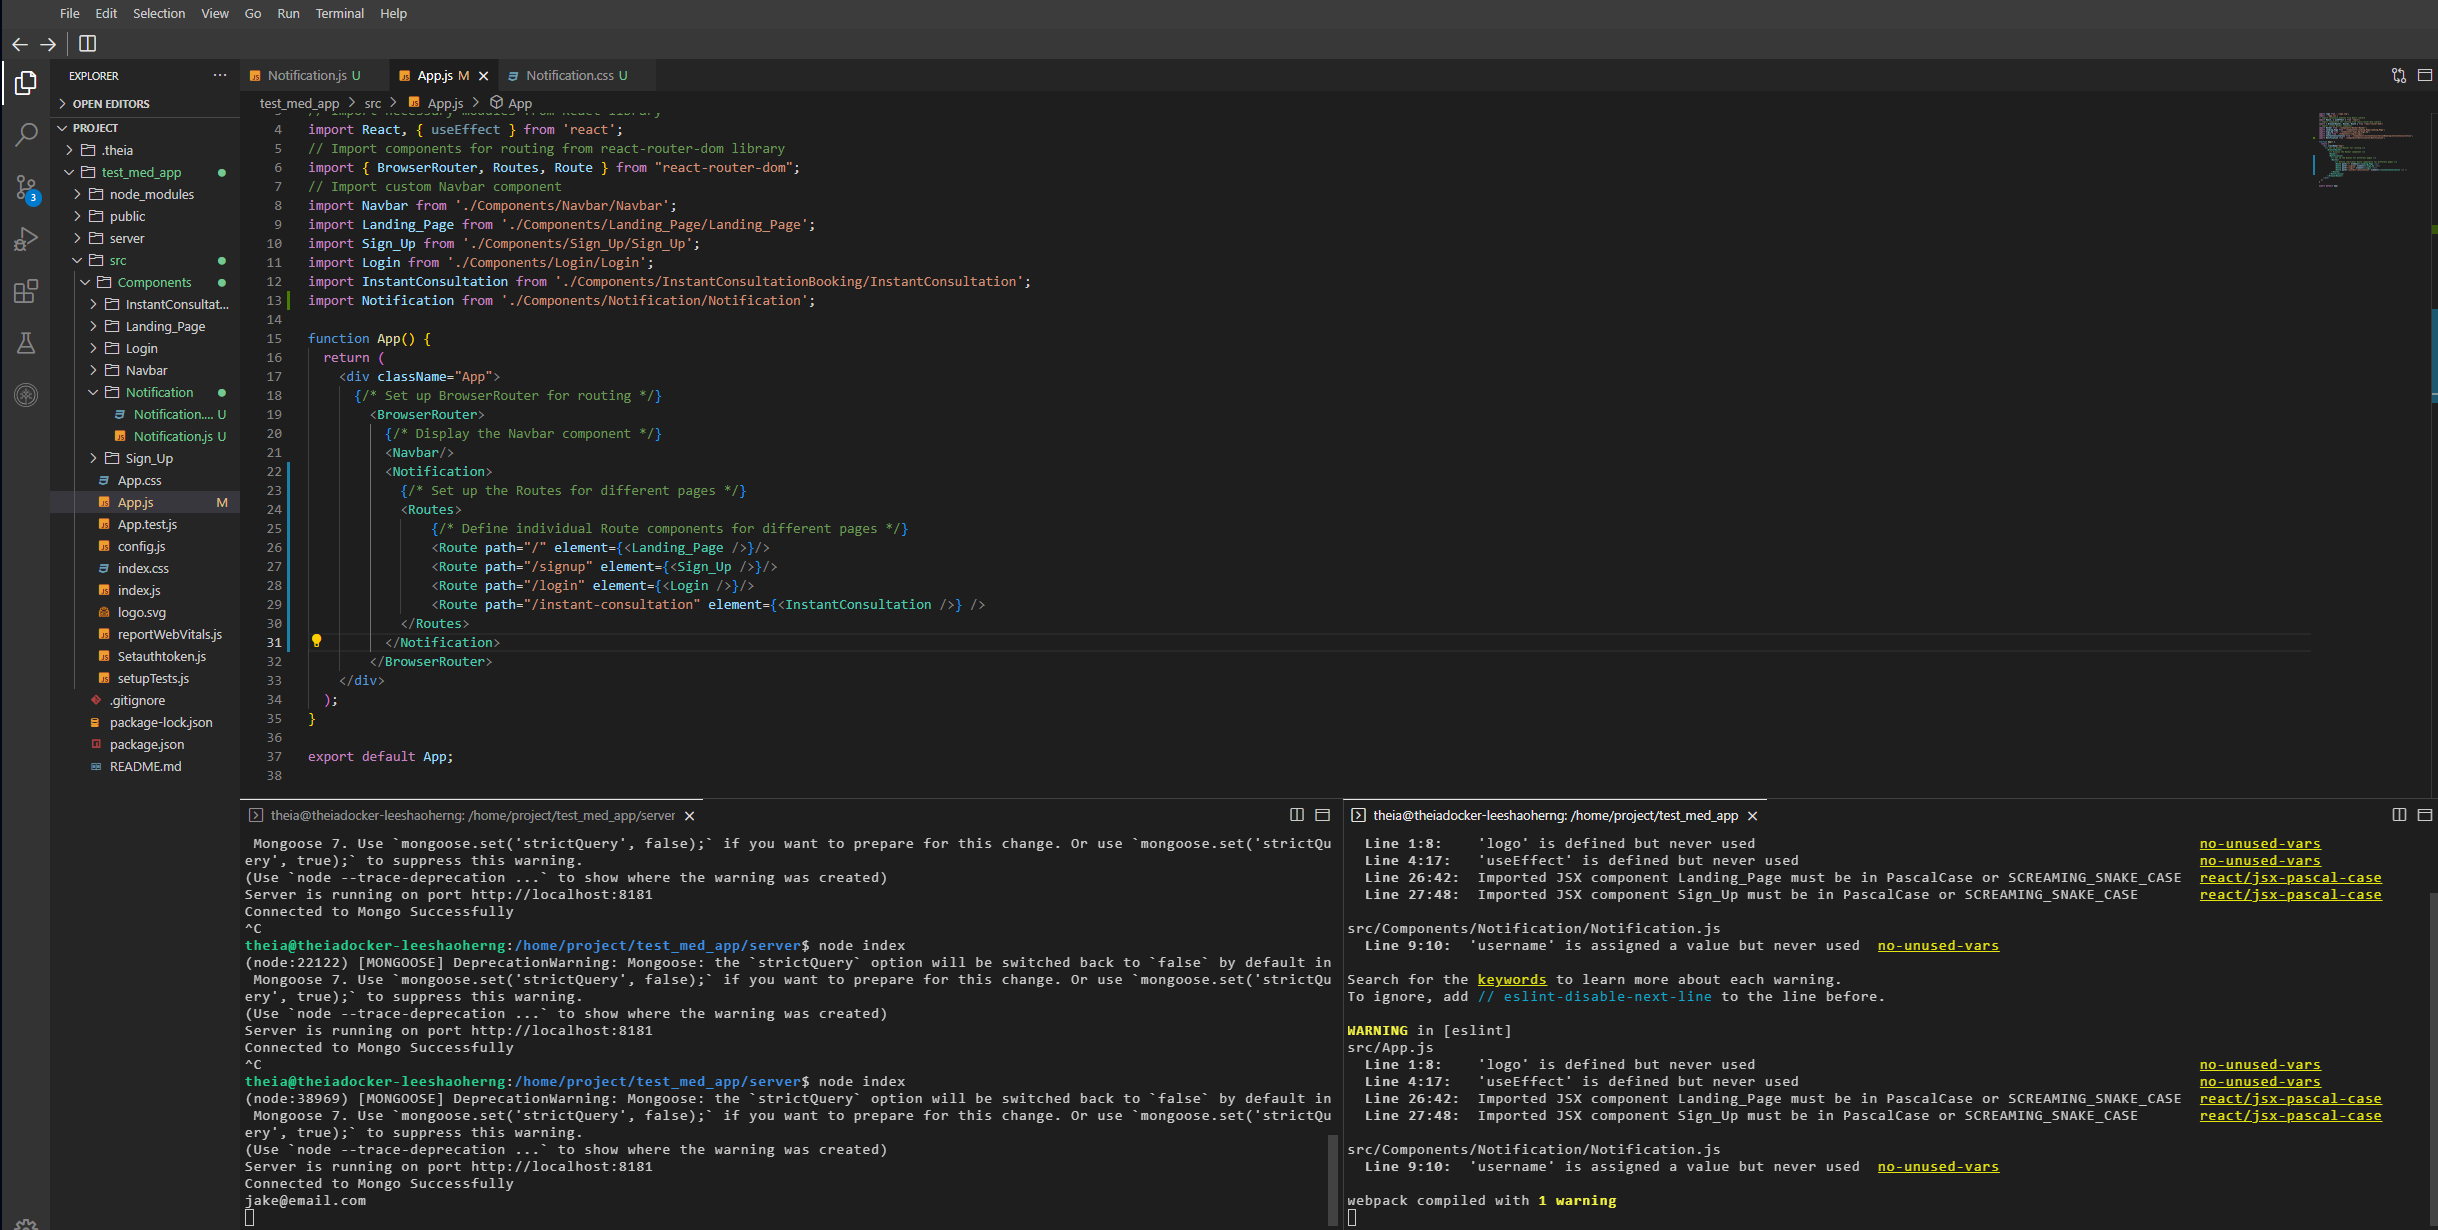 File Edit Selection View Go Run Terminal Help
EXPLORER ···
OPEN EDITORS
PROJECT
.theia
test_med_app
node_modules
public
server
src
Components
InstantConsultat...
Landing_Page
Login
Navbar
Notification
Notification.... U
Notification.js U
Sign_Up
App.css
App.js M
App.test.js
config.js
index.css
index.js
logo.svg
reportWebVitals.js
Setauthtoken.js
setupTests.js
.gitignore
package-lock.json
package.json
README.md
3
Notification.js U App.js M Notification.css U
test_med_app > src > App.js > App
3 // Import necessary modules from React library
4 import React, { useEffect } from 'react';
5 // Import components for routing from react-router-dom library
6 import { BrowserRouter, Routes, Route } from "react-router-dom";
7 // Import custom Navbar component
8 import Navbar from './Components/Navbar/Navbar';
9 import Landing_Page from './Components/Landing_Page/Landing_Page';
10 import Sign_Up from './Components/Sign_Up/Sign_Up';
11 import Login from './Components/Login/Login';
12 import InstantConsultation from './Components/InstantConsultationBooking/InstantConsultation';
13 import Notification from './Components/Notification/Notification';
14
15 function App() {
16 return (
17 <div className="App">
18 {/* Set up BrowserRouter for routing */}
19 <BrowserRouter>
20 {/* Display the Navbar component */}
21 <Navbar/>
22 <Notification>
23 {/* Set up the Routes for different pages */}
24 <Routes>
25 {/* Define individual Route components for different pages */}
26 <Route path="/" element={<Landing_Page />}/>
27 <Route path="/signup" element={<Sign_Up />}/>
28 <Route path="/login" element={<Login />}/>
29 <Route path="/instant-consultation" element={<InstantConsultation />} />
30 </Routes>
31 </Notification>
32 </BrowserRouter>
33 </div>
34 );
35 }
36
37 export default App;
38
theia@theiadocker-leeshaoherng: /home/project/test_med_app/server
Mongoose 7. Use `mongoose.set('strictQuery', false);` if you want to prepare for this change. Or use `mongoose.set('strictQu
ery', true);` to suppress this warning.
(Use `node --trace-deprecation ...` to show where the warning was created)
Server is running on port http://localhost:8181
Connected to Mongo Successfully
^C
theia@theiadocker-leeshaoherng:/home/project/test_med_app/server$ node index
(node:22122) [MONGOOSE] DeprecationWarning: Mongoose: the `strictQuery` option will be switched back to `false` by default in
Mongoose 7. Use `mongoose.set('strictQuery', false);` if you want to prepare for this change. Or use `mongoose.set('strictQu
ery', true);` to suppress this warning.
(Use `node --trace-deprecation ...` to show where the warning was created)
Server is running on port http://localhost:8181
Connected to Mongo Successfully
^C
theia@theiadocker-leeshaoherng:/home/project/test_med_app/server$ node index
(node:38969) [MONGOOSE] DeprecationWarning: Mongoose: the `strictQuery` option will be switched back to `false` by default in
Mongoose 7. Use `mongoose.set('strictQuery', false);` if you want to prepare for this change. Or use `mongoose.set('strictQu
ery', true);` to suppress this warning.
(Use `node --trace-deprecation ...` to show where the warning was created)
Server is running on port http://localhost:8181
Connected to Mongo Successfully
jake@email.com
theia@theiadocker-leeshaoherng: /home/project/test_med_app
Line 1:8: 'logo' is defined but never used no-unused-vars
Line 4:17: 'useEffect' is defined but never used no-unused-vars
Line 26:42: Imported JSX component Landing_Page must be in PascalCase or SCREAMING_SNAKE_CASE react/jsx-pascal-case
Line 27:48: Imported JSX component Sign_Up must be in PascalCase or SCREAMING_SNAKE_CASE react/jsx-pascal-case
src/Components/Notification/Notification.js
Line 9:10: 'username' is assigned a value but never used no-unused-vars
Search for the keywords to learn more about each warning.
To ignore, add // eslint-disable-next-line to the line before.
WARNING in [eslint]
src/App.js
Line 1:8: 'logo' is defined but never used no-unused-vars
Line 4:17: 'useEffect' is defined but never used no-unused-vars
Line 26:42: Imported JSX component Landing_Page must be in PascalCase or SCREAMING_SNAKE_CASE react/jsx-pascal-case
Line 27:48: Imported JSX component Sign_Up must be in PascalCase or SCREAMING_SNAKE_CASE react/jsx-pascal-case
src/Components/Notification/Notification.js
Line 9:10: 'username' is assigned a value but never used no-unused-vars
webpack compiled with 1 warning